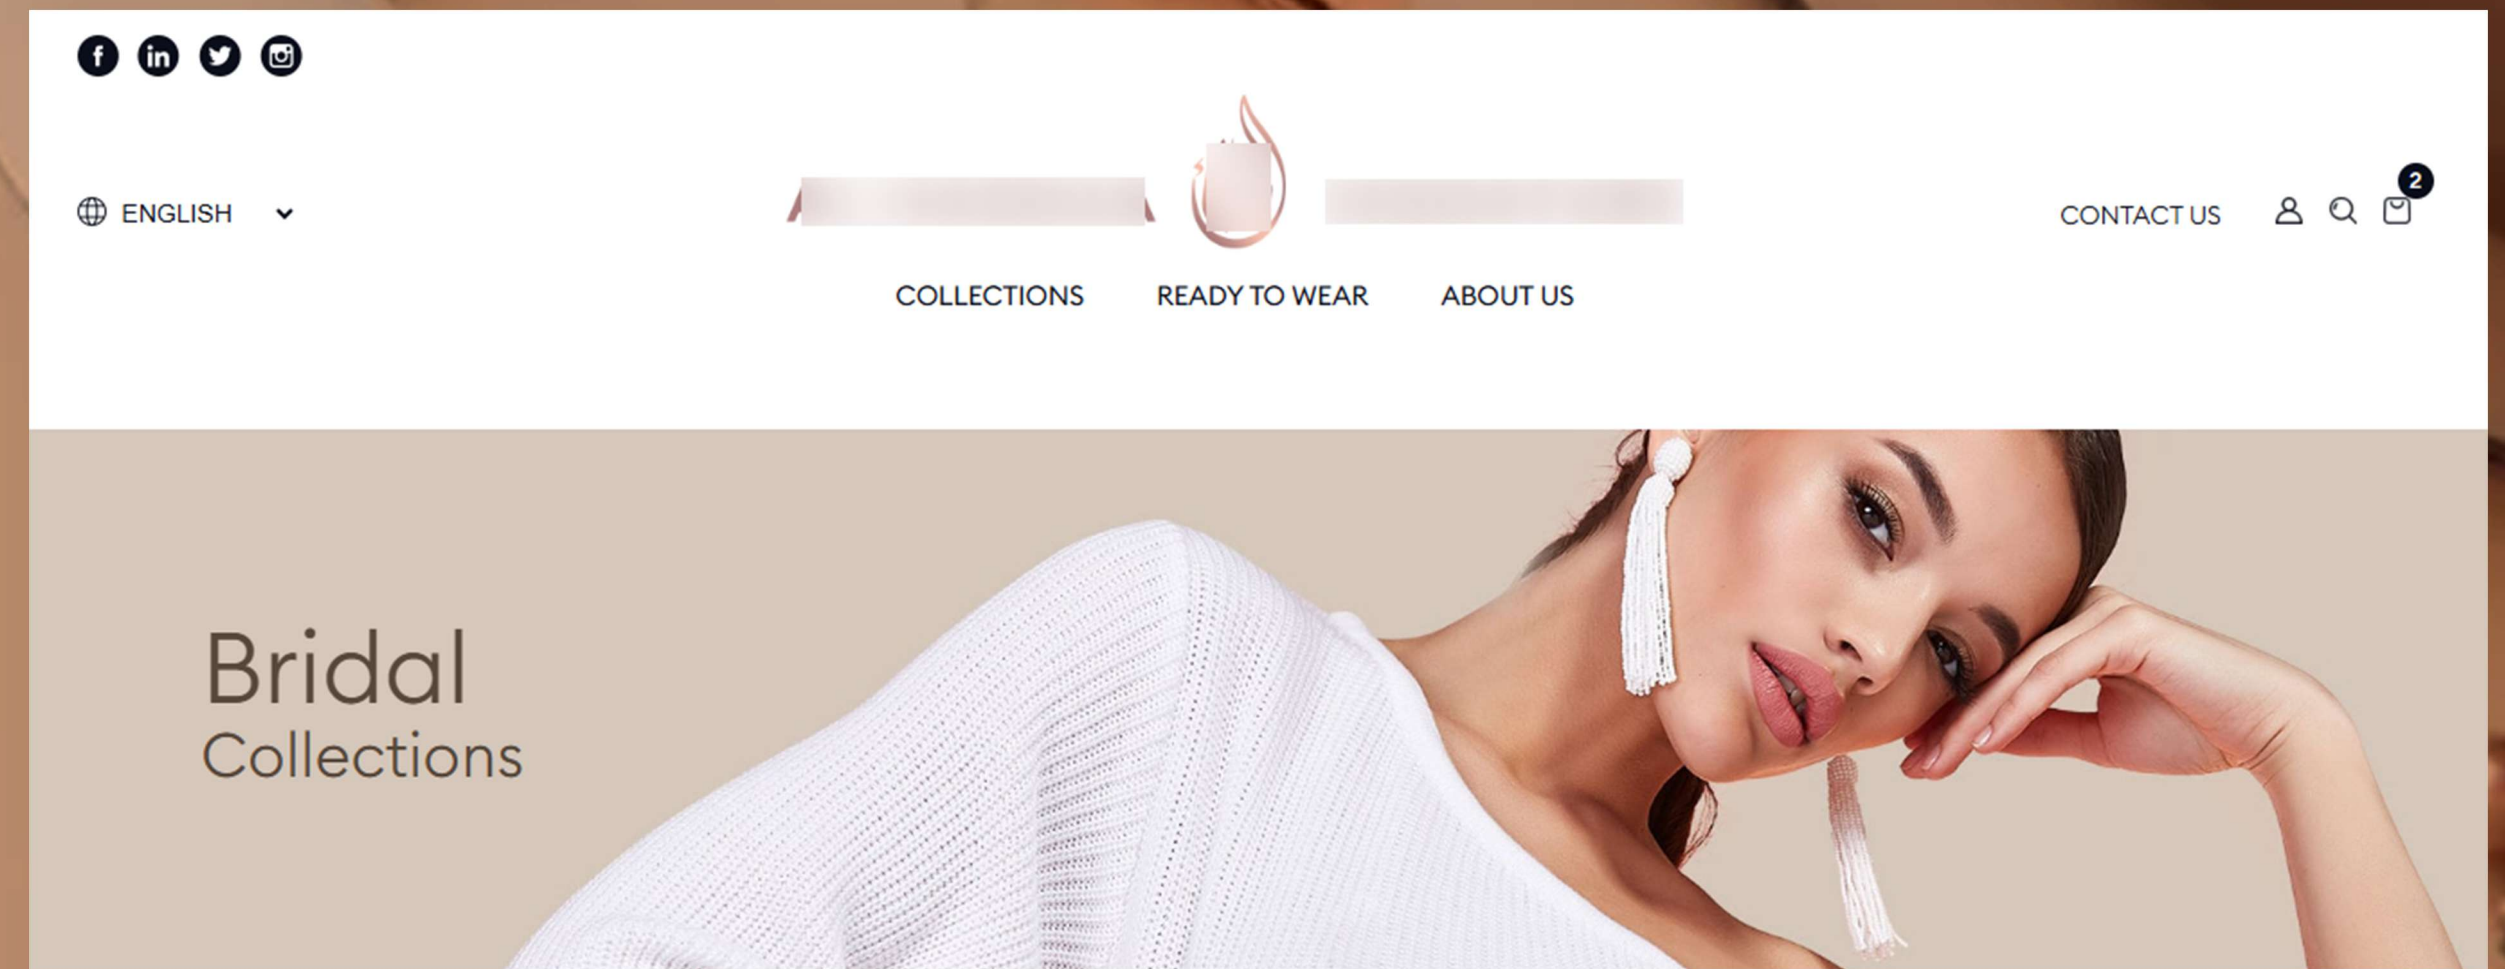 ENGLISH
CONTACT US
2
COLLECTIONS
READY TO WEAR
ABOUT US
Bridal
Collections